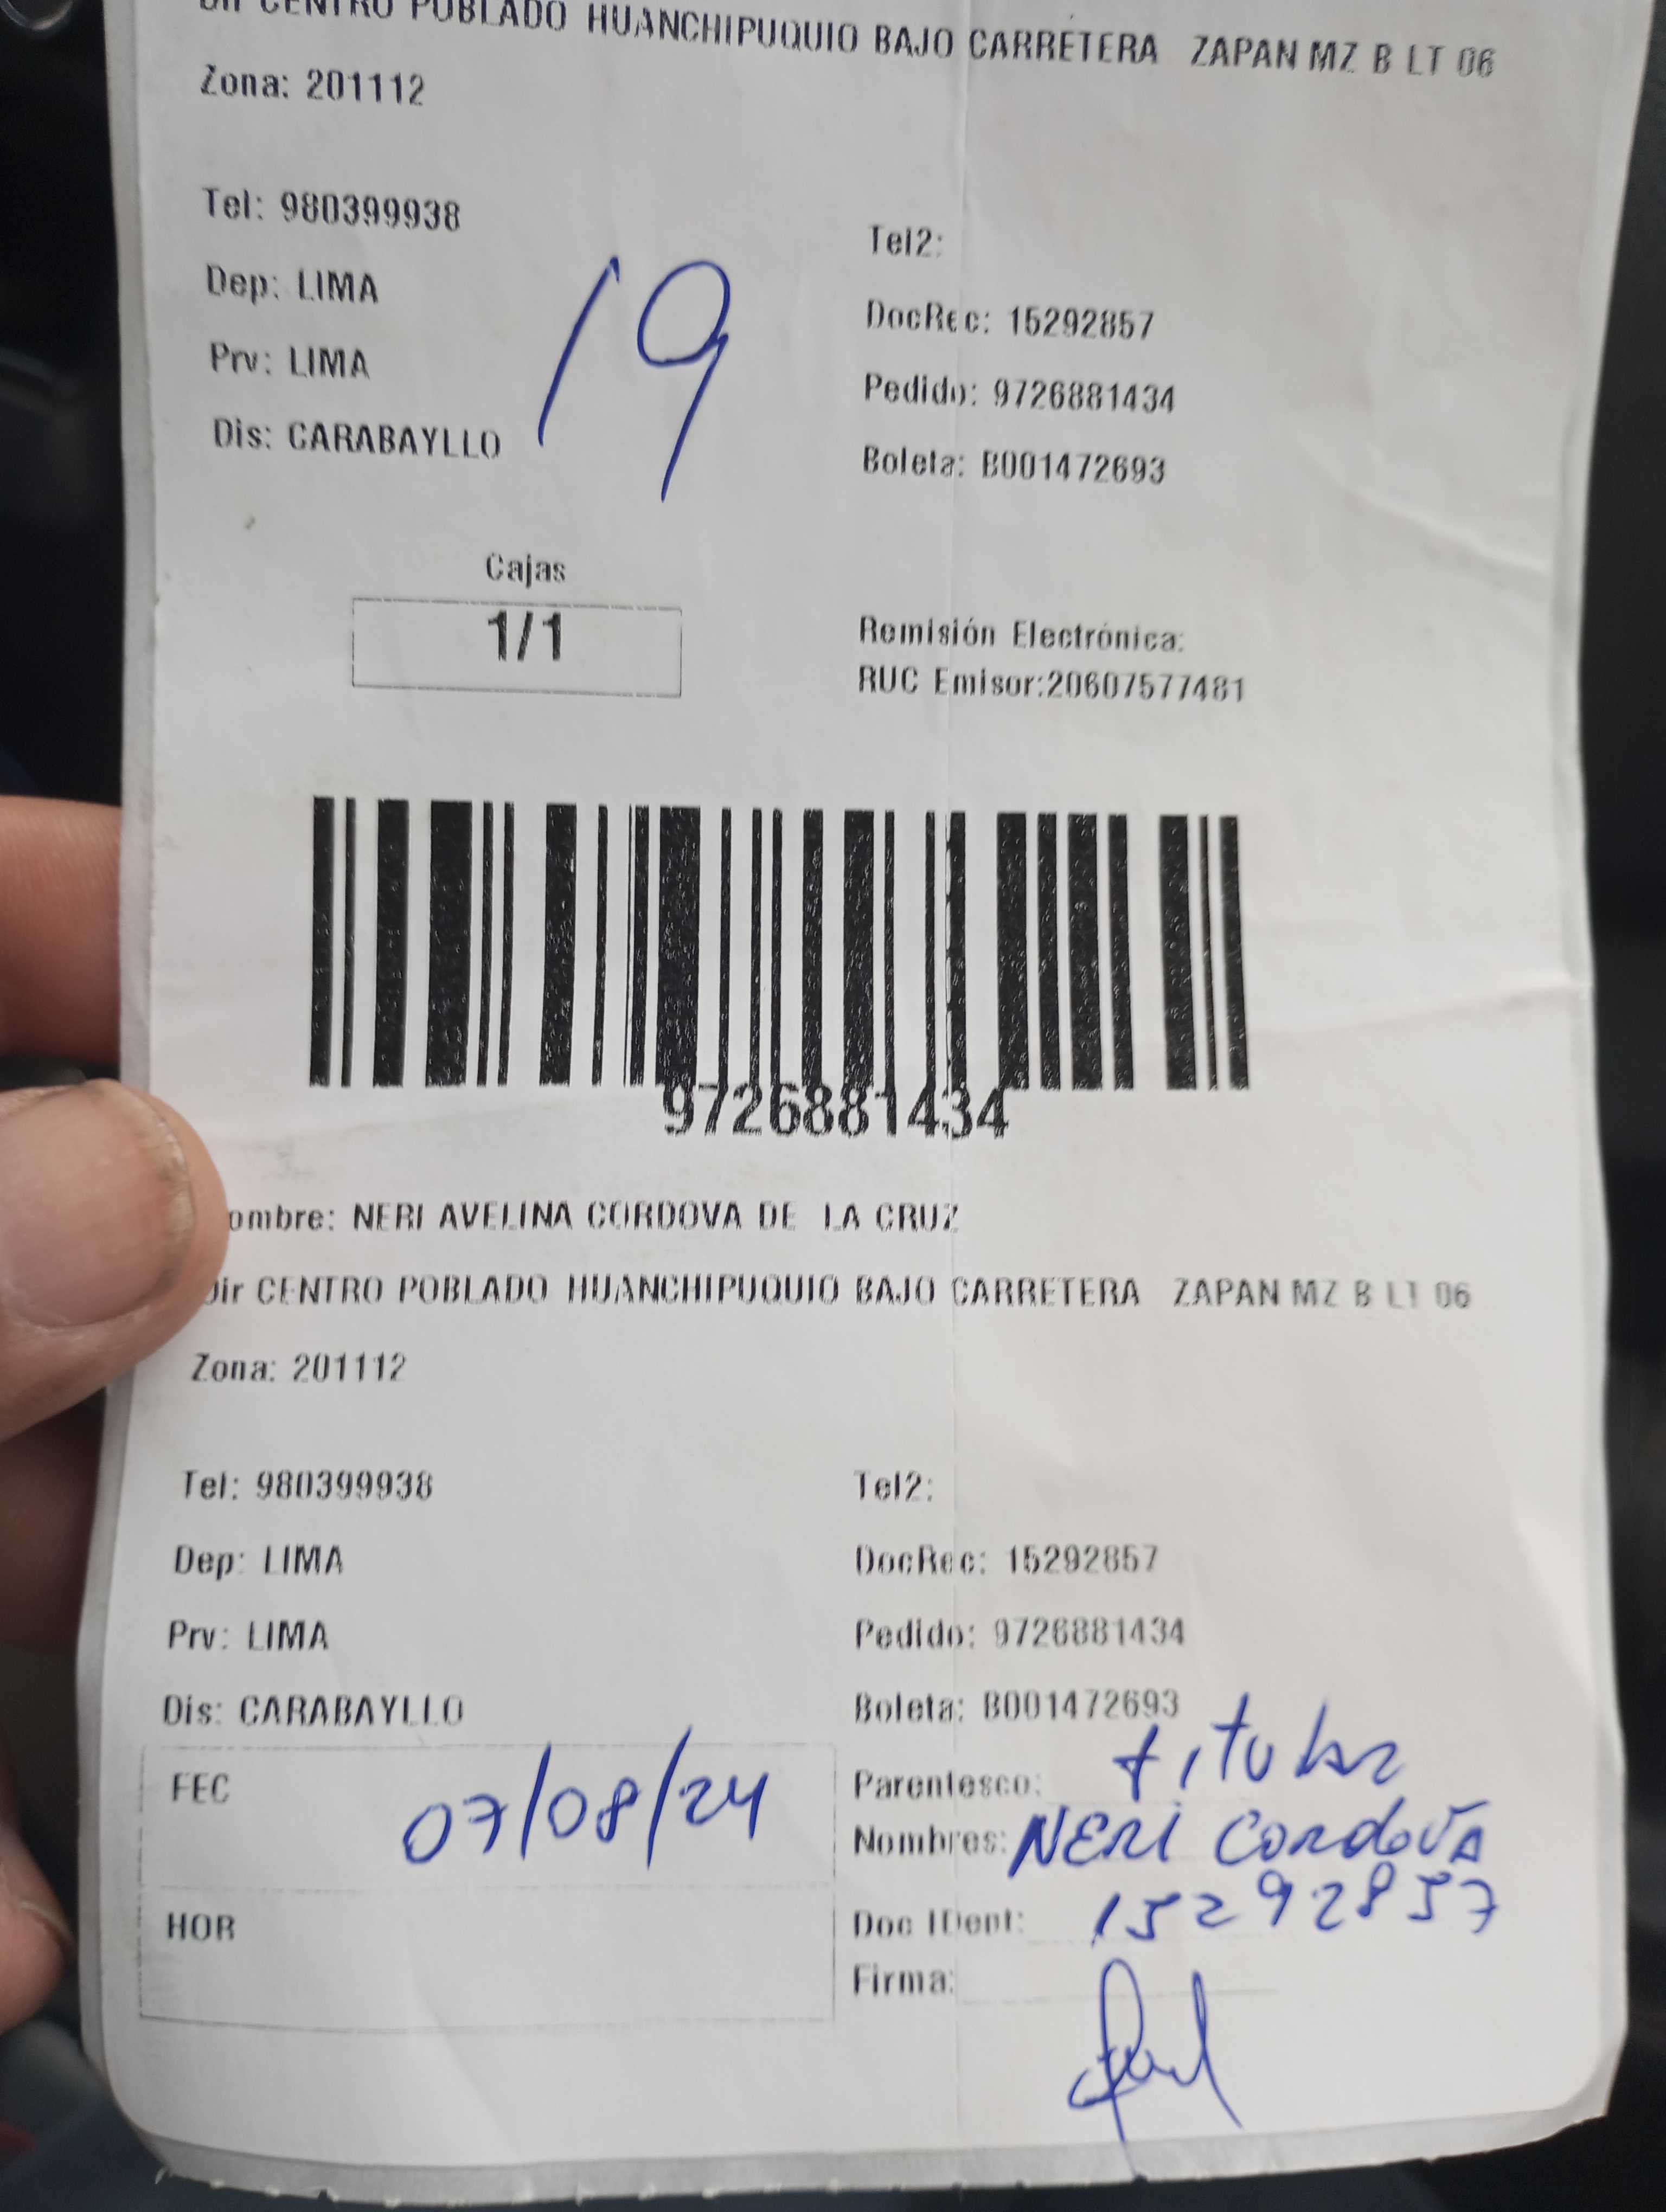 Dir CENTRO POBLADO HUANCHIPUQUIO BAJO CARRETERA ZAPAN MZ B LT 06
Zona: 201112
Tel: 980399938
Tel2:
Dep: LIMA
DocRec: 15292857
Prv: LIMA
19
Pedido: 9726881434
Dis: CARABAYLLO
Boleta: B001472693
Cajas
1/1
Remisión Electrónica:
RUC Emisor:20607577481
9726881434
ombre: NERI AVELINA CORDOVA DE LA CRUZ
Dir CENTRO POBLADO HUANCHIPUQUIO BAJO CARRETERA ZAPAN MZ B LT 06
Zona: 201112
Tel: 980399938
Tel2:
Dep: LIMA
DocRec: 15292857
Prv: LIMA
Pedido: 9726881434
Dis: CARABAYLLO
Boleta: B001472693
FEC 07/08/24
Parentesco: titular
Nombres: NERI CordovA
HOR
Doc IDent: 15292857
Firma: